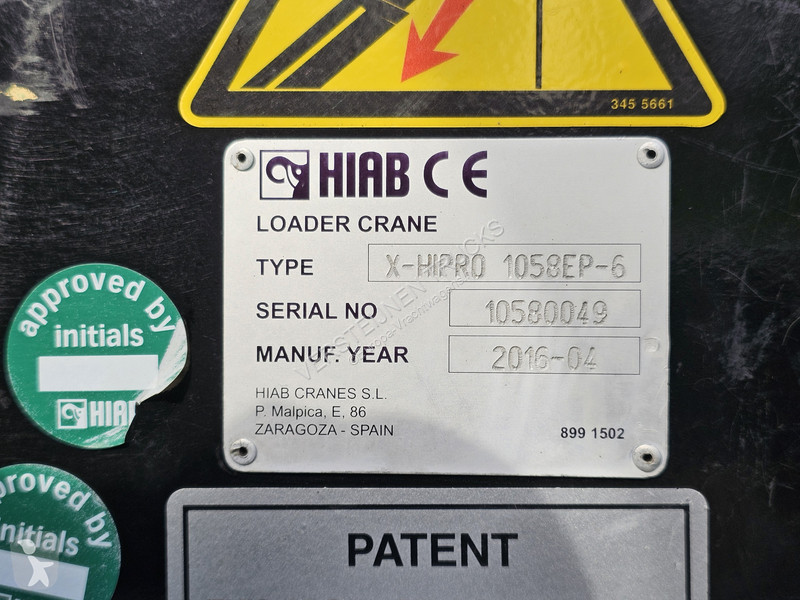 345 5661
HIAB CE
LOADER CRANE
TYPE X-HIPRO 1058EP-6
SERIAL NO 10580049
MANUF. YEAR 2016-04
HIAB CRANES S.L.
P. Malpica, E, 86
ZARAGOZA - SPAIN
899 1502
approved by
initials
HIAB
approved by
initials
PATENT